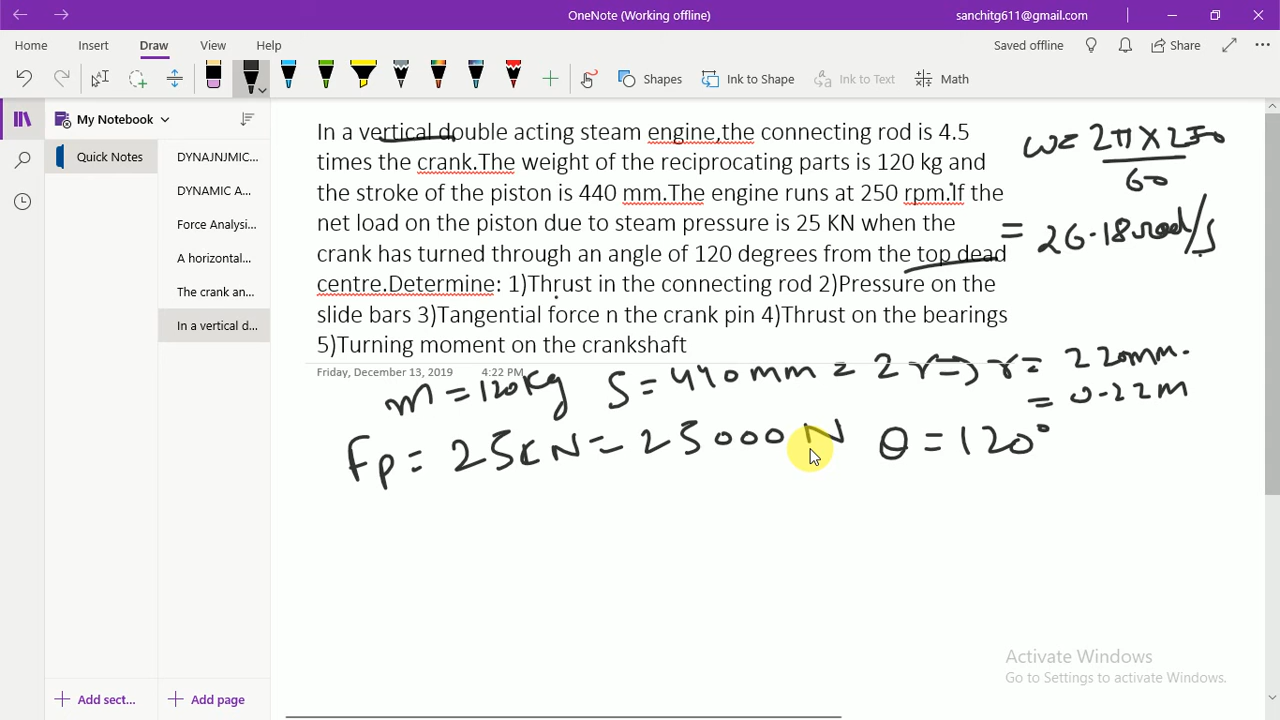 OneNote (Working offline)
sanchitg611@gmail.com
Home Insert Draw View Help
Saved offline
Share
Shapes
Ink to Shape
Ink to Text
Math
My Notebook
Quick Notes
DYNAJNJMIC...
DYNAMIC A...
Force Analysi...
A horizontal...
The crank an...
In a vertical d...
In a vertical double acting steam engine,the connecting rod is 4.5
times the crank.The weight of the reciprocating parts is 120 kg and
the stroke of the piston is 440 mm.The engine runs at 250 rpm.If the
net load on the piston due to steam pressure is 25 KN when the
crank has turned through an angle of 120 degrees from the top dead
centre.Determine: 1)Thrust in the connecting rod 2)Pressure on the
slide bars 3)Tangential force n the crank pin 4)Thrust on the bearings
5)Turning moment on the crankshaft
Friday, December 13, 2019 4:22 PM
ω= 2π × 250
60
= 26.18 rad/s
m = 120 Kg S = 440 mm = 2 r => r = 220mm.
= 0.22 M
Fp = 25 KN = 25000 N θ = 120°
Activate Windows
Go to Settings to activate Windows.
Add sect...
Add page